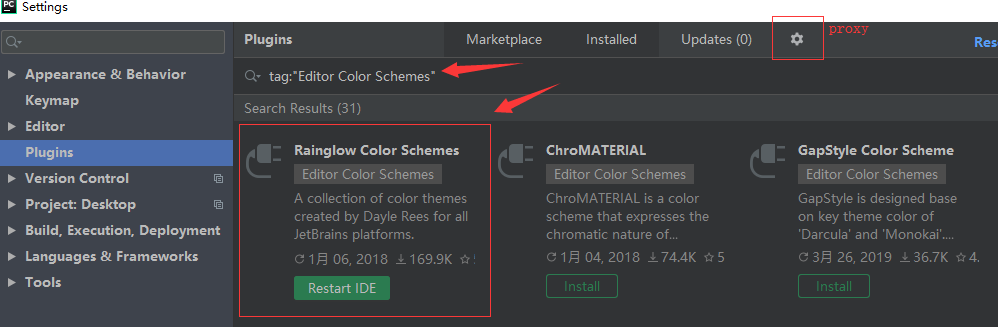 PC
Settings
Plugins Marketplace Installed Updates (0) proxy Res
tag:"Editor Color Schemes"
Search Results (31)
Appearance & Behavior
Keymap
Editor
Plugins
Version Control
Project: Desktop
Build, Execution, Deployment
Languages & Frameworks
Tools
Rainglow Color Schemes
Editor Color Schemes
A collection of color themes
created by Dayle Rees for all
JetBrains platforms.
1月 06, 2018 169.9K
Restart IDE
ChroMATERIAL
Editor Color Schemes
ChroMATERIAL is a color
scheme that expresses the
chromatic nature of...
1月 04, 2018 74.4K 5
Install
GapStyle Color Scheme
Editor Color Schemes
GapStyle is designed base
on key theme color of
'Darcula' and 'Monokai'....
3月 26, 2019 36.7K 4.
Install